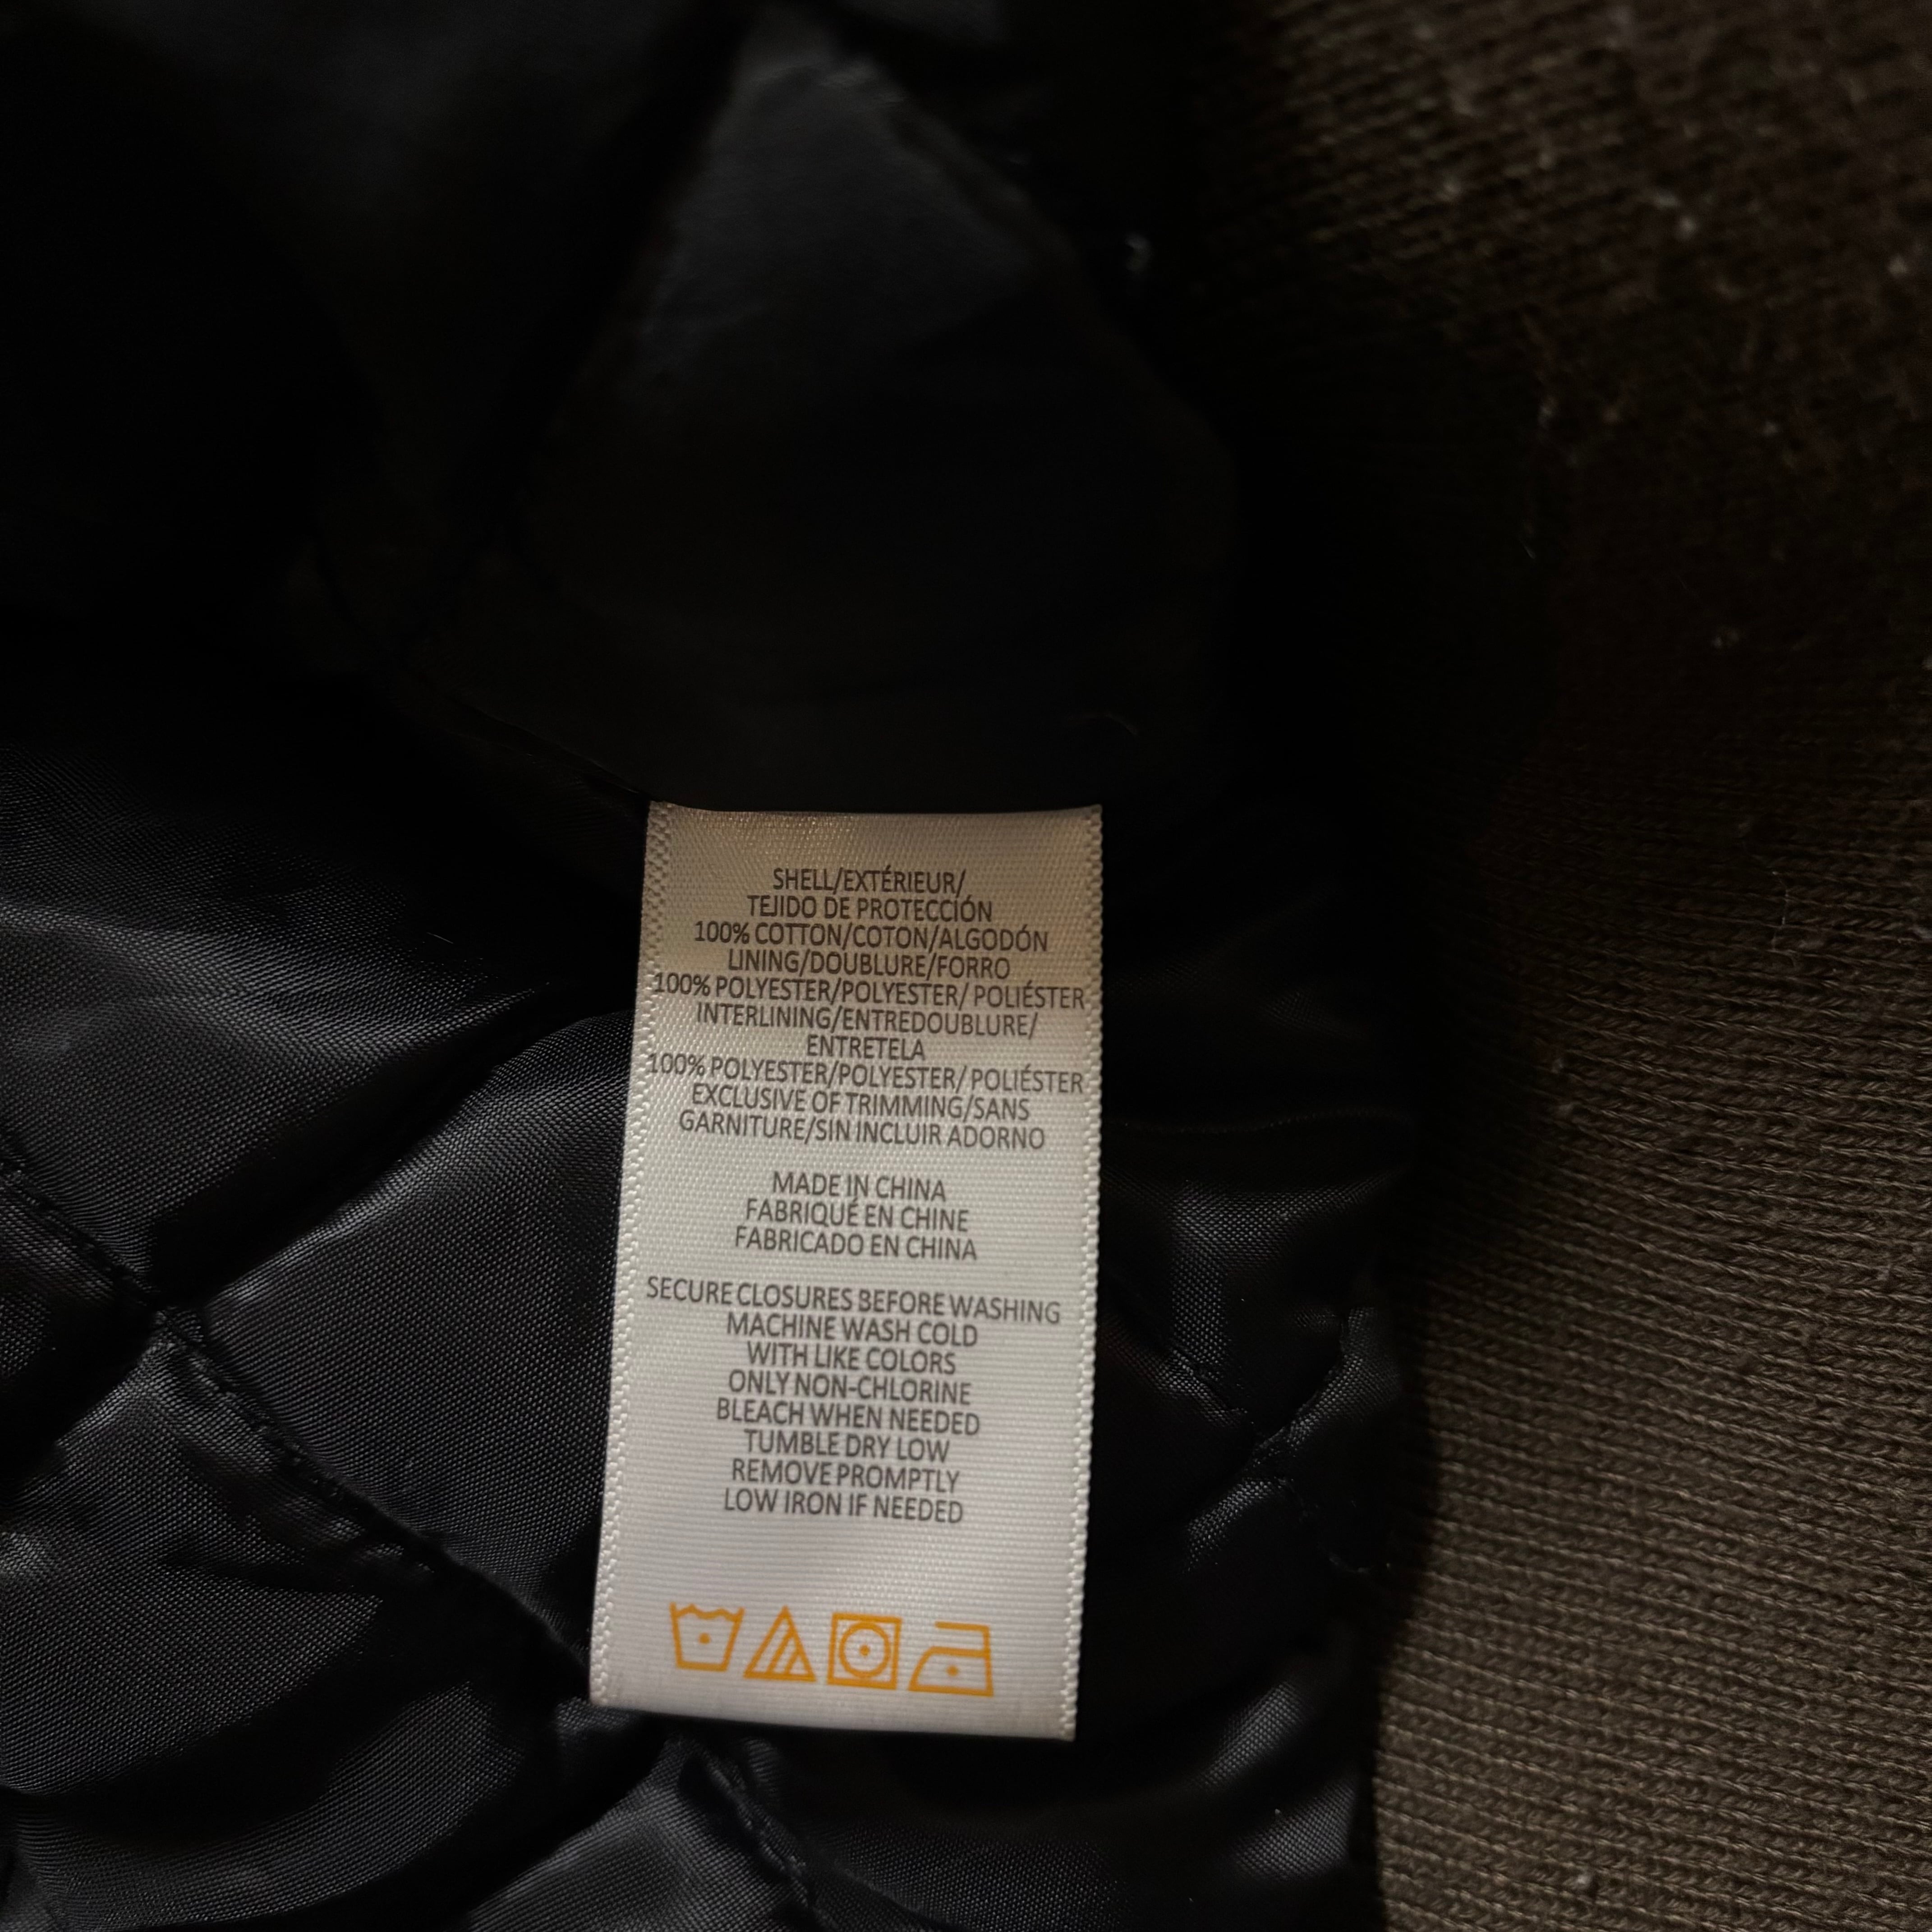 SHELL/EXTÉRIEUR/
TEJIDO DE PROTECCIÓN
100% COTTON/COTON/ALGODÓN
LINING/DOUBLURE/FORRO
100% POLYESTER/POLYESTER/ POLIÉSTER
INTERLINING/ENTREDOUBLURE/
ENTRETELA
100% POLYESTER/POLYESTER/ POLIÉSTER
EXCLUSIVE OF TRIMMING/SANS
GARNITURE/SIN INCLUIR ADORNO
MADE IN CHINA
FABRIQUÉ EN CHINE
FABRICADO EN CHINA
SECURE CLOSURES BEFORE WASHING
MACHINE WASH COLD
WITH LIKE COLORS
ONLY NON-CHLORINE
BLEACH WHEN NEEDED
TUMBLE DRY LOW
REMOVE PROMPTLY
LOW IRON IF NEEDED